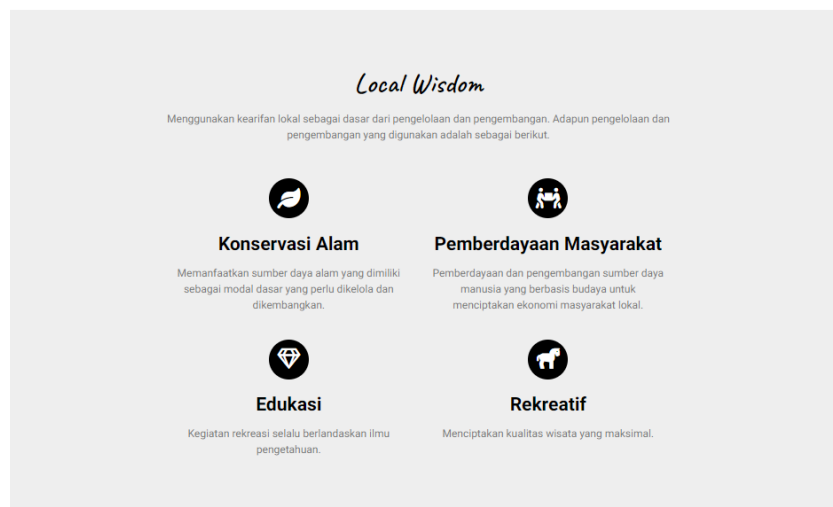 Local Wisdom
Menggunakan kearifan lokal sebagai dasar dari pengelolaan dan pengembangan. Adapun pengelolaan dan
pengembangan yang digunakan adalah sebagai berikut.
Konservasi Alam
Memanfaatkan sumber daya alam yang dimiliki
sebagai modal dasar yang perlu dikelola dan
dikembangkan.
Pemberdayaan Masyarakat
Pemberdayaan dan pengembangan sumber daya
manusia yang berbasis budaya untuk
menciptakan ekonomi masyarakat lokal.
Edukasi
Kegiatan rekreasi selalu berlandaskan ilmu
pengetahuan.
Rekreatif
Menciptakan kualitas wisata yang maksimal.